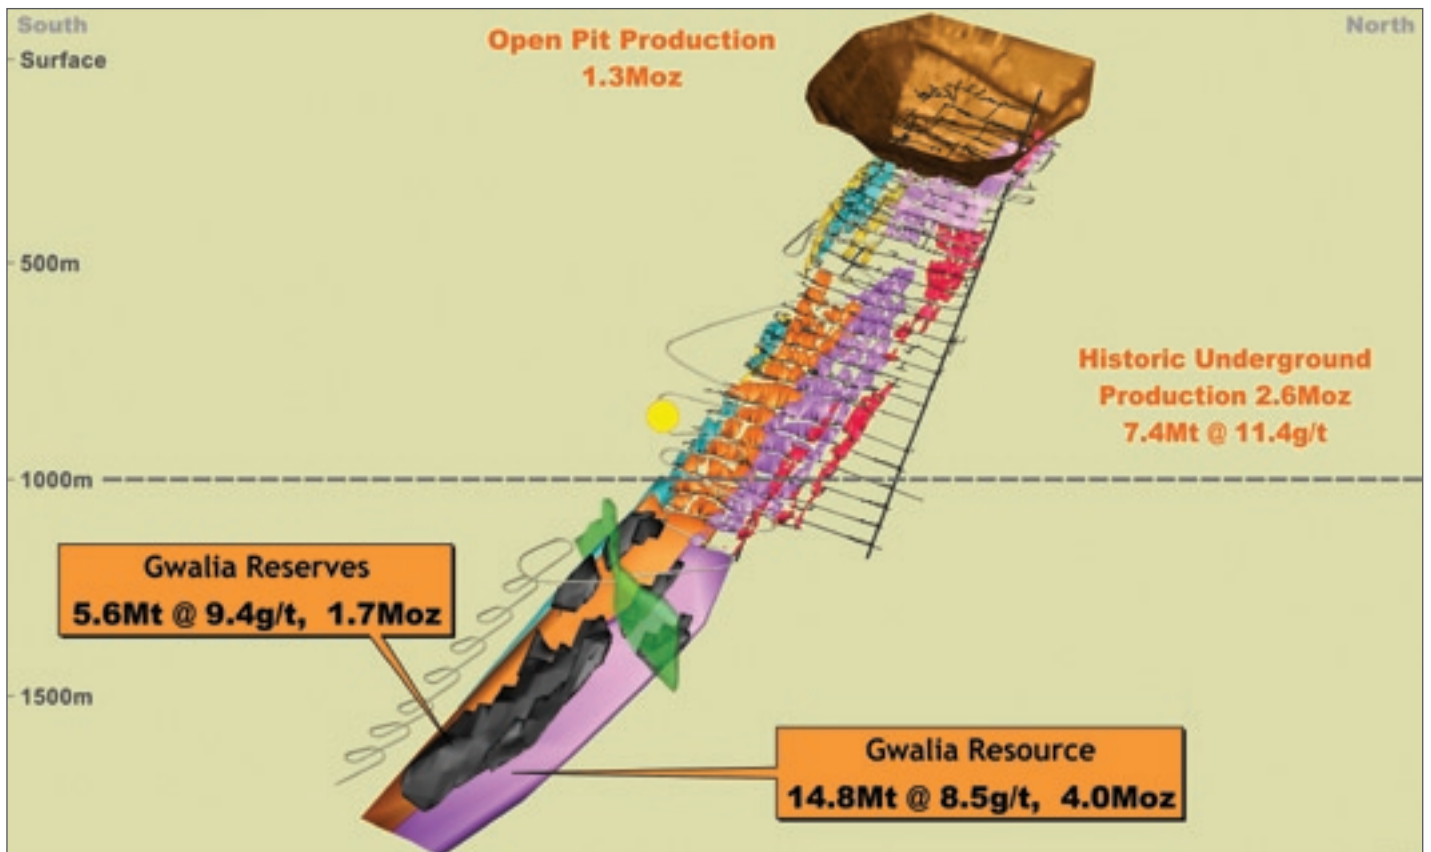 South
North
Surface
Open Pit Production
1.3Moz
500m
Historic Underground
Production 2.6Moz
7.4Mt @ 11.4g/t
1000m
Gwalia Reserves
5.6Mt @ 9.4g/t, 1.7Moz
1500m
Gwalia Resource
14.8Mt @ 8.5g/t, 4.0Moz